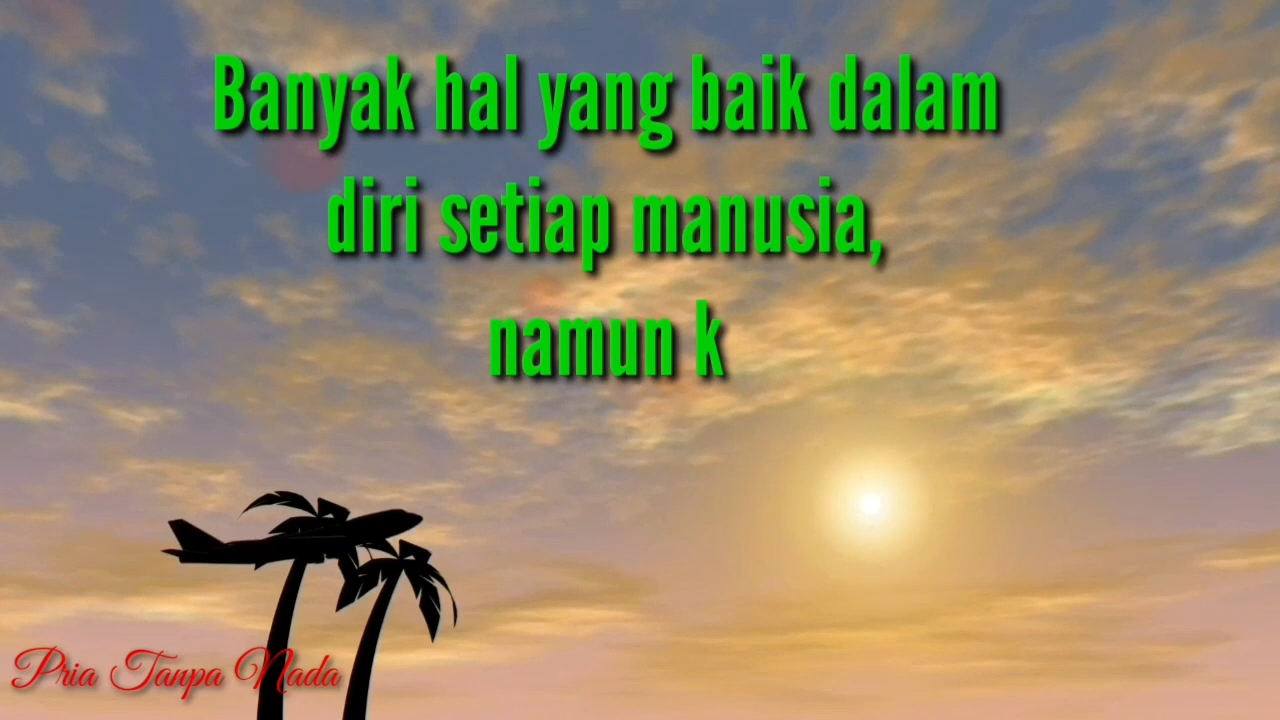 Banyak hal yang baik dalam
diri setiap manusia,
namun k
Pria Tanpa Nada